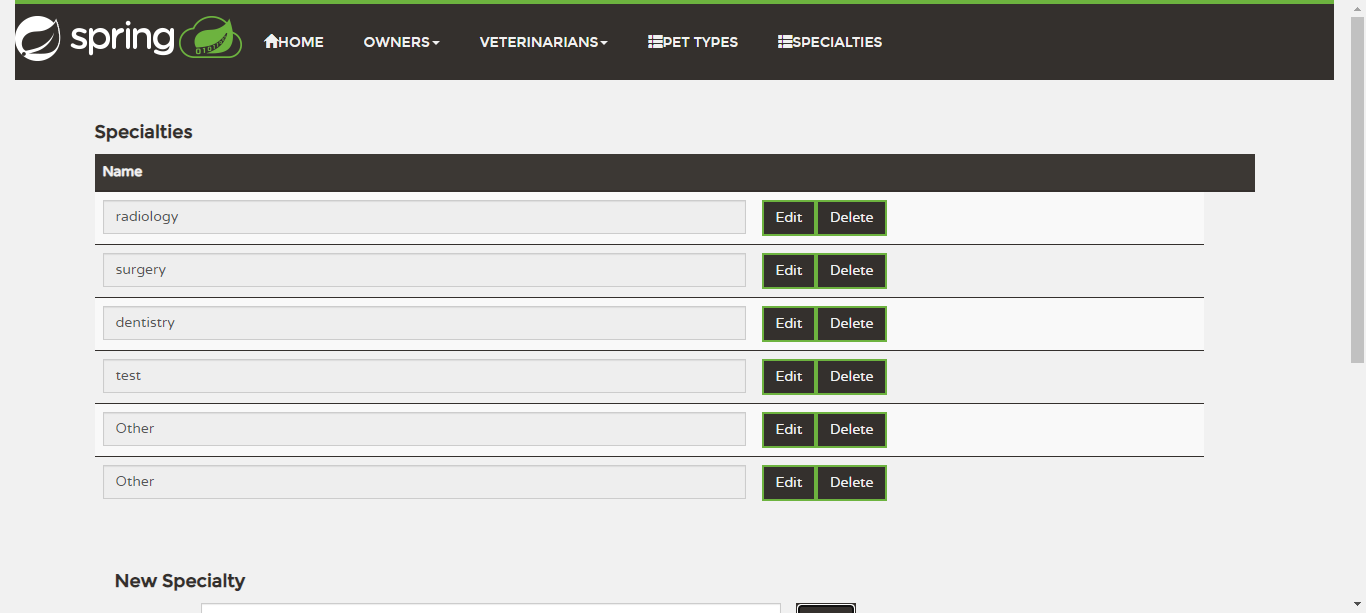 spring HOME OWNERS VETERINARIANS PET TYPES SPECIALTIES
Specialties
Name
radiology Edit Delete
surgery Edit Delete
dentistry Edit Delete
test Edit Delete
Other Edit Delete
Other Edit Delete
New Specialty